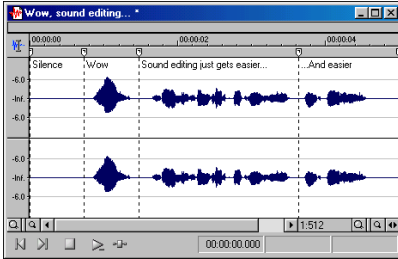 Wow, sound editing... *
00:00:00 00:00:02 00:00:04
Silence Wow Sound editing just gets easier... ...And easier
-6.0
-Inf.
-6.0
-6.0
-Inf.
-6.0
1:512
00:00:00.000